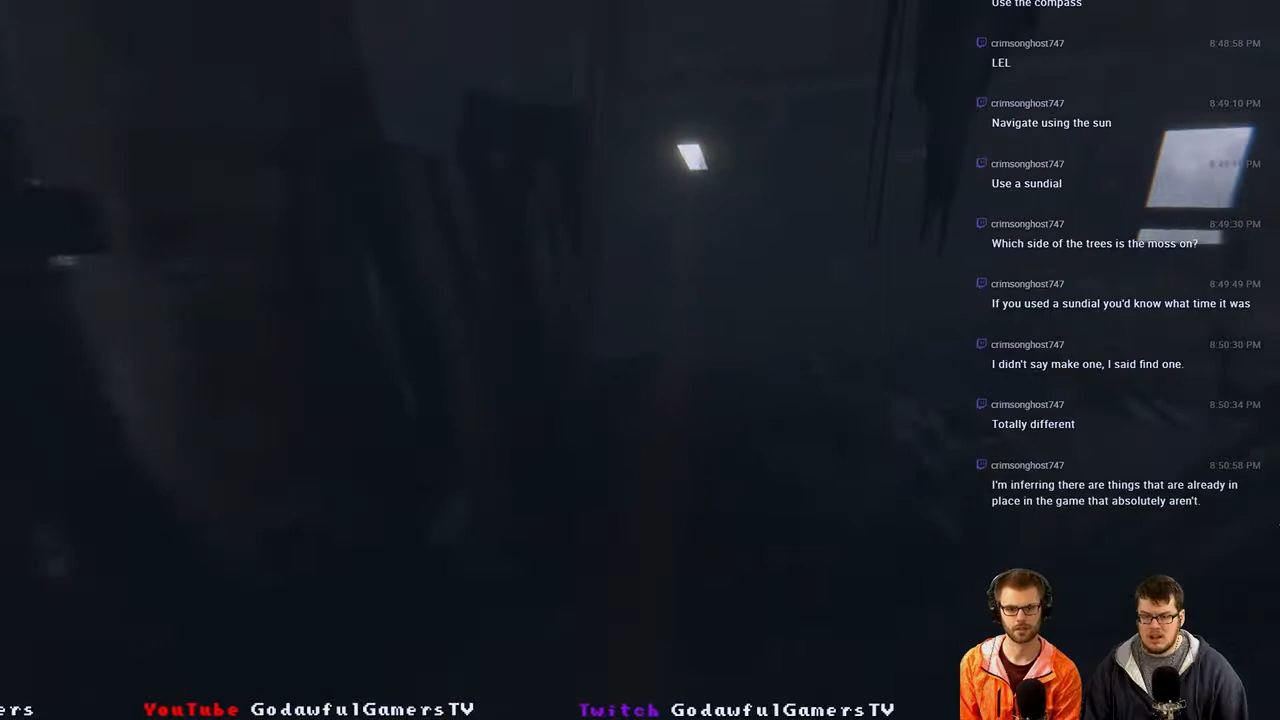 Use the compass
crimsonghost747 8:48:58 PM
LEL
crimsonghost747 8:49:10 PM
Navigate using the sun
crimsonghost747 PM
Use a sundial
crimsonghost747 8:49:30 PM
Which side of the trees is the moss on?
crimsonghost747 8:49:49 PM
If you used a sundial you'd know what time it was
crimsonghost747 8:50:30 PM
I didn't say make one, I said find one.
crimsonghost747 8:50:34 PM
Totally different
crimsonghost747 8:50:58 PM
I'm inferring there are things that are already in
place in the game that absolutely aren't.
ers YouTube GodawfulGamersTV Twitch GodawfulGamersTV